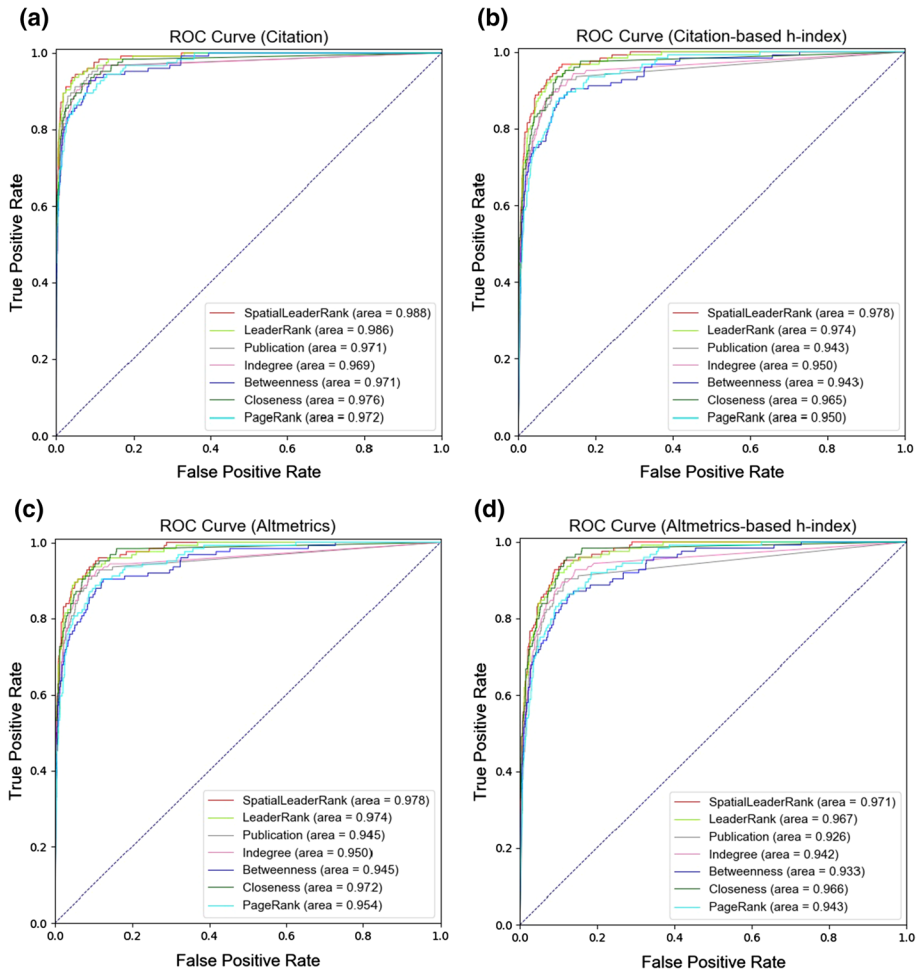 (a)
ROC Curve (Citation)
1.0
0.8
0.6
0.4
0.2
0.0
True Positive Rate
SpatialLeaderRank (area = 0.988)
LeaderRank (area = 0.986)
Publication (area = 0.971)
Indegree (area = 0.969)
Betweenness (area = 0.971)
Closeness (area = 0.976)
PageRank (area = 0.972)
0.0 0.2 0.4 0.6 0.8 1.0
False Positive Rate
(b)
ROC Curve (Citation-based h-index)
1.0
0.8
0.6
0.4
0.2
0.0
True Positive Rate
SpatialLeaderRank (area = 0.978)
LeaderRank (area = 0.974)
Publication (area = 0.943)
Indegree (area = 0.950)
Betweenness (area = 0.943)
Closeness (area = 0.965)
PageRank (area = 0.950)
0.0 0.2 0.4 0.6 0.8 1.0
False Positive Rate
(c)
ROC Curve (Altmetrics)
1.0
0.8
0.6
0.4
0.2
0.0
True Positive Rate
SpatialLeaderRank (area = 0.978)
LeaderRank (area = 0.974)
Publication (area = 0.945)
Indegree (area = 0.950)
Betweenness (area = 0.945)
Closeness (area = 0.972)
PageRank (area = 0.954)
0.0 0.2 0.4 0.6 0.8 1.0
False Positive Rate
(d)
ROC Curve (Altmetrics-based h-index)
1.0
0.8
0.6
0.4
0.2
0.0
True Positive Rate
SpatialLeaderRank (area = 0.971)
LeaderRank (area = 0.967)
Publication (area = 0.926)
Indegree (area = 0.942)
Betweenness (area = 0.933)
Closeness (area = 0.966)
PageRank (area = 0.943)
0.0 0.2 0.4 0.6 0.8 1.0
False Positive Rate